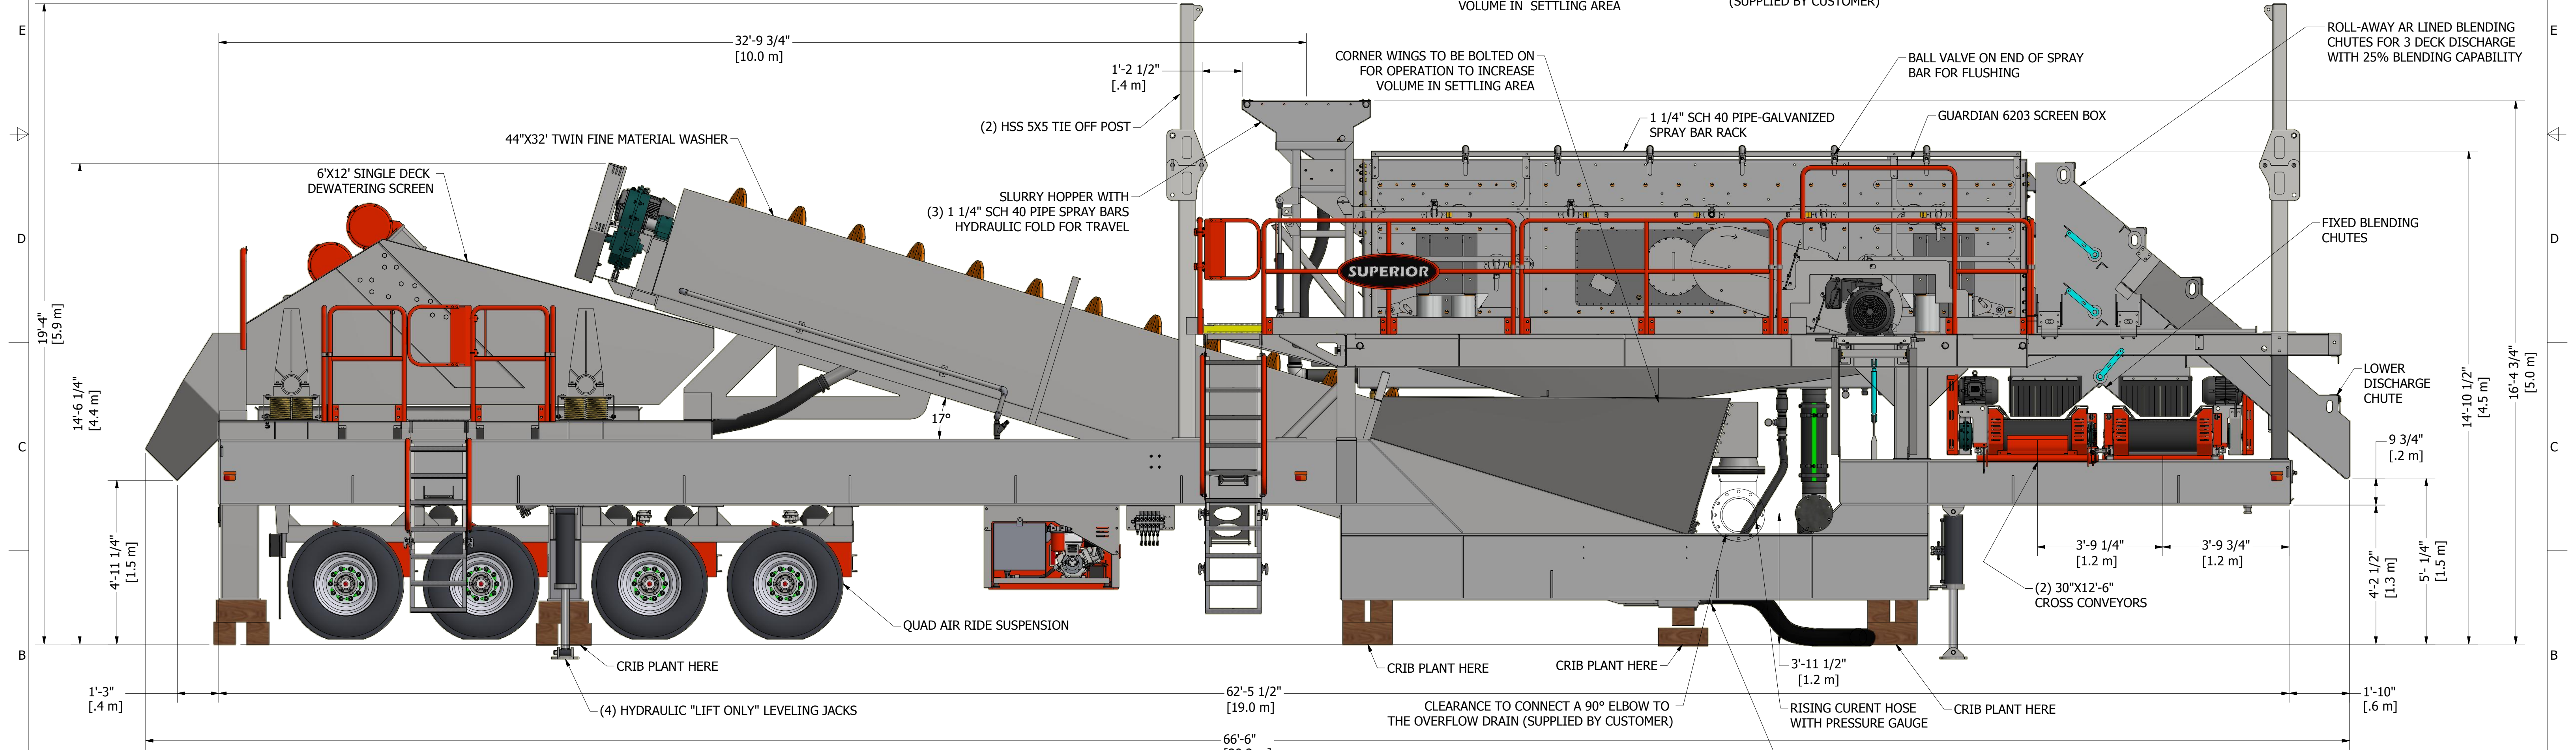 VOLUME IN SETTLING AREA
(SUPPLIED BY CUSTOMER)
E
E
32'-9 3/4"
[10.0 m]
1'-2 1/2"
[.4 m]
CORNER WINGS TO BE BOLTED ON
FOR OPERATION TO INCREASE
VOLUME IN SETTLING AREA
BALL VALVE ON END OF SPRAY
BAR FOR FLUSHING
ROLL-AWAY AR LINED BLENDING
CHUTES FOR 3 DECK DISCHARGE
WITH 25% BLENDING CAPABILITY
(2) HSS 5X5 TIE OFF POST
44"X32' TWIN FINE MATERIAL WASHER
1 1/4" SCH 40 PIPE-GALVANIZED
SPRAY BAR RACK
GUARDIAN 6203 SCREEN BOX
6'X12' SINGLE DECK
DEWATERING SCREEN
SLURRY HOPPER WITH
(3) 1 1/4" SCH 40 PIPE SPRAY BARS
HYDRAULIC FOLD FOR TRAVEL
D
D
FIXED BLENDING
CHUTES
SUPERIOR
19'-4"
[5.9 m]
14'-6 1/4"
[4.4 m]
14'-10 1/2"
[4.5 m]
16'-4 3/4"
[5.0 m]
LOWER
DISCHARGE
CHUTE
17°
C
C
9 3/4"
[.2 m]
4'-11 1/4"
[1.5 m]
3'-9 1/4"
[1.2 m]
3'-9 3/4"
[1.2 m]
4'-2 1/2"
[1.3 m]
5'- 1/4"
[1.5 m]
(2) 30"X12'-6"
CROSS CONVEYORS
QUAD AIR RIDE SUSPENSION
B
B
CRIB PLANT HERE
CRIB PLANT HERE
CRIB PLANT HERE
3'-11 1/2"
[1.2 m]
1'-3"
[.4 m]
62'-5 1/2"
[19.0 m]
1'-10"
[.6 m]
(4) HYDRAULIC "LIFT ONLY" LEVELING JACKS
CLEARANCE TO CONNECT A 90° ELBOW TO
THE OVERFLOW DRAIN (SUPPLIED BY CUSTOMER)
RISING CURENT HOSE
WITH PRESSURE GAUGE
CRIB PLANT HERE
66'-6"